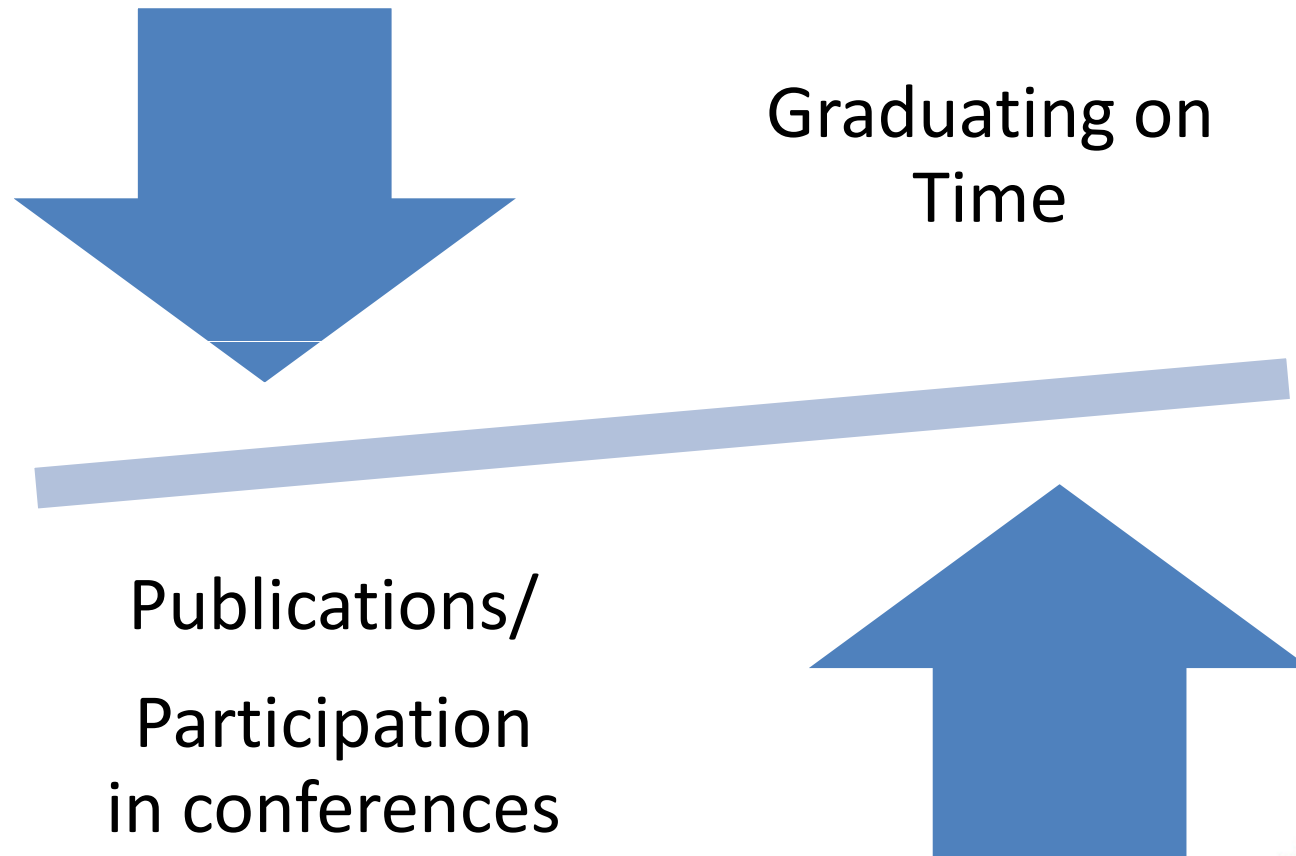 Graduating on
Time
Publications/
Participation
in conferences